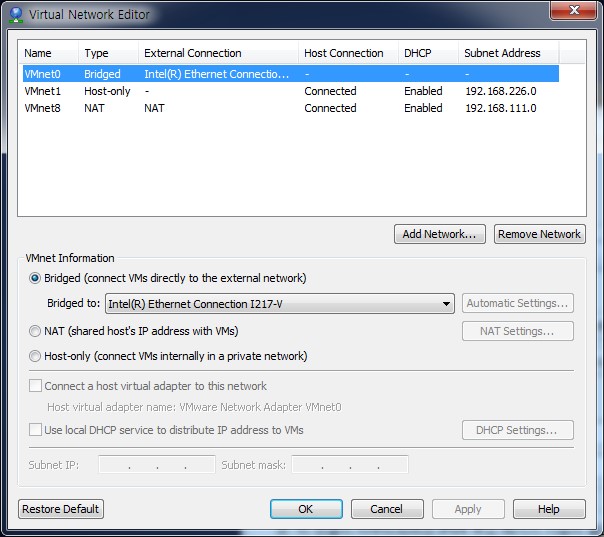 Virtual Network Editor
Name Type External Connection Host Connection DHCP Subnet Address
VMnet0 Bridged Intel(R) Ethernet Connectio... - - -
VMnet1 Host-only - Connected Enabled 192.168.226.0
VMnet8 NAT NAT Connected Enabled 192.168.111.0
Add Network... Remove Network
VMnet Information
Bridged (connect VMs directly to the external network)
Bridged to: Intel(R) Ethernet Connection I217-V Automatic Settings...
NAT (shared host's IP address with VMs) NAT Settings...
Host-only (connect VMs internally in a private network)
Connect a host virtual adapter to this network
Host virtual adapter name: VMware Network Adapter VMnet0
Use local DHCP service to distribute IP address to VMs DHCP Settings...
Subnet IP: . . . Subnet mask: . . .
Restore Default OK Cancel Apply Help